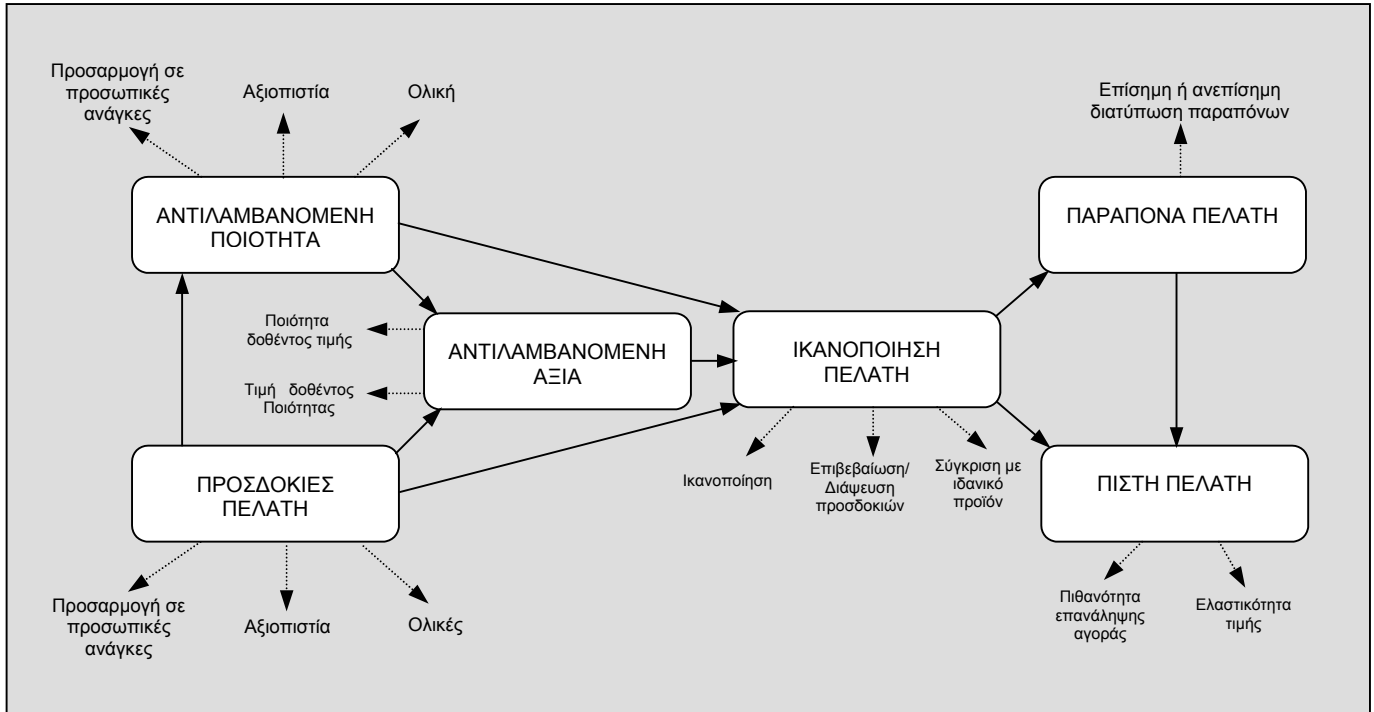 Προσαρμογή σε
προσωπικές
ανάγκες
Αξιοπιστία
Ολική
Επίσημη ή ανεπίσημη
διατύπωση παραπόνων
ΑΝΤΙΛΑΜΒΑΝΟΜΕΝΗ
ΠΟΙΟΤΗΤΑ
ΠΑΡΑΠΟΝΑ ΠΕΛΑΤΗ
Ποιότητα
δοθέντος τιμής
Τιμή δοθέντος
Ποιότητας
ΑΝΤΙΛΑΜΒΑΝΟΜΕΝΗ
ΑΞΙΑ
ΙΚΑΝΟΠΟΙΗΣΗ
ΠΕΛΑΤΗ
ΠΡΟΣΔΟΚΙΕΣ
ΠΕΛΑΤΗ
Ικανοποίηση
Επιβεβαίωση/
Διάψευση
προσδοκιών
Σύγκριση με
ιδανικό
προϊόν
ΠΙΣΤΗ ΠΕΛΑΤΗ
Προσαρμογή σε
προσωπικές
ανάγκες
Αξιοπιστία
Ολικές
Πιθανότητα
επανάληψης
αγοράς
Ελαστικότητα
τιμής